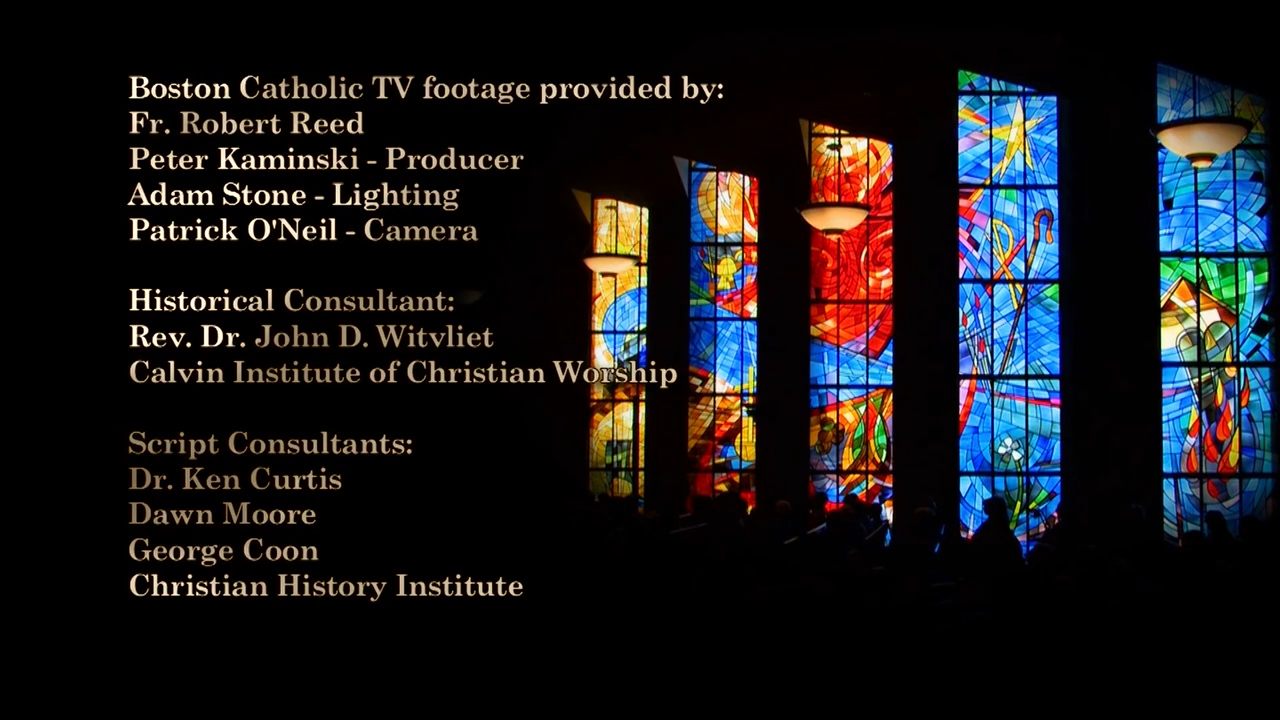 Boston Catholic TV footage provided by:
Fr. Robert Reed
Peter Kaminski - Producer
Adam Stone - Lighting
Patrick O'Neil - Camera
Historical Consultant:
Rev. Dr. John D. Witvliet
Calvin Institute of Christian Worship
Script Consultants:
Dr. Ken Curtis
Dawn Moore
George Coon
Christian History Institute